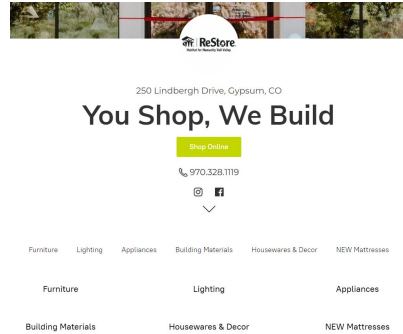 ReStore.
Habitat for Humanity Vail Valley
250 Lindbergh Drive, Gypsum, CO
You Shop, We Build
Shop Online
970.328.1119
Furniture Lighting Appliances Building Materials Housewares & Decor NEW Mattresses
Furniture Lighting Appliances
Building Materials Housewares & Decor NEW Mattresses